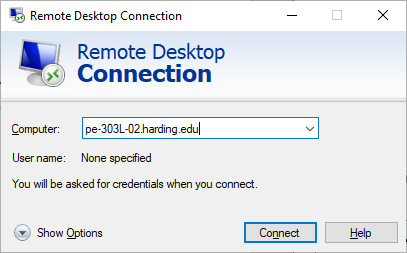 Remote Desktop Connection
Remote Desktop
Connection
Computer: pe-303L-02.harding.edu
User name: None specified
You will be asked for credentials when you connect.
Show Options Connect Help